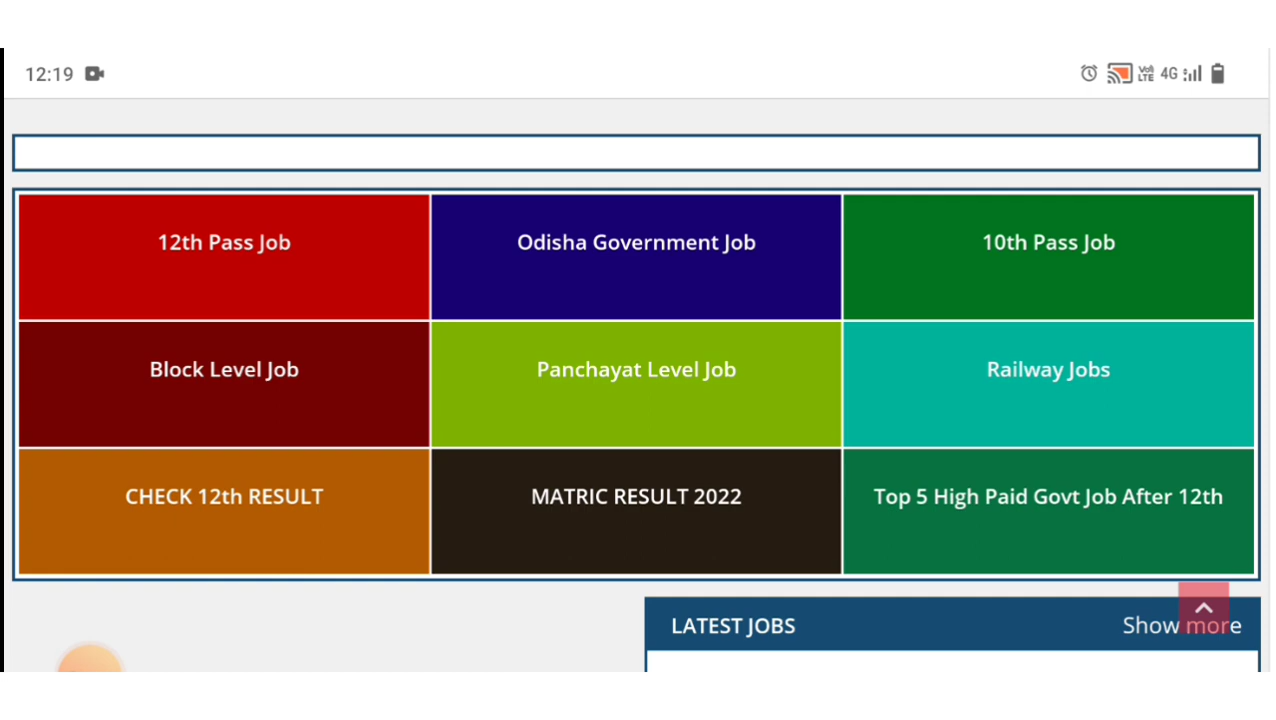 12:19
Vo) LTE 4G
12th Pass Job
Odisha Government Job
10th Pass Job
Block Level Job
Panchayat Level Job
Railway Jobs
CHECK 12th RESULT
MATRIC RESULT 2022
Top 5 High Paid Govt Job After 12th
LATEST JOBS
Show more